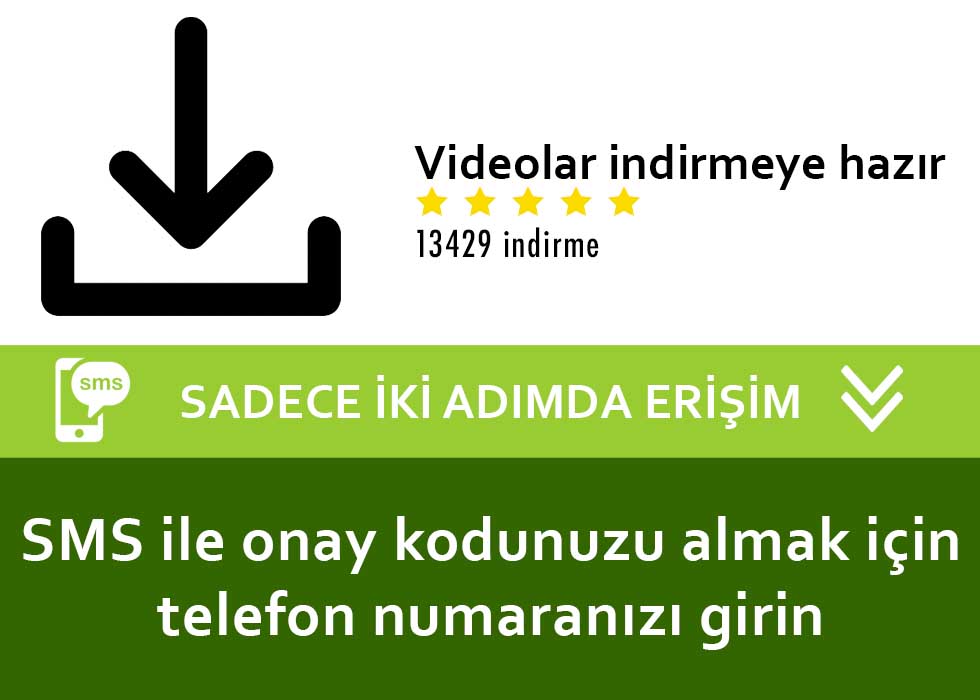 Videolar indirmeye hazır
13429 indirme
sms
SADECE İKİ ADIMDA ERİŞİM
SMS ile onay kodunuzu almak için
telefon numaranızı girin